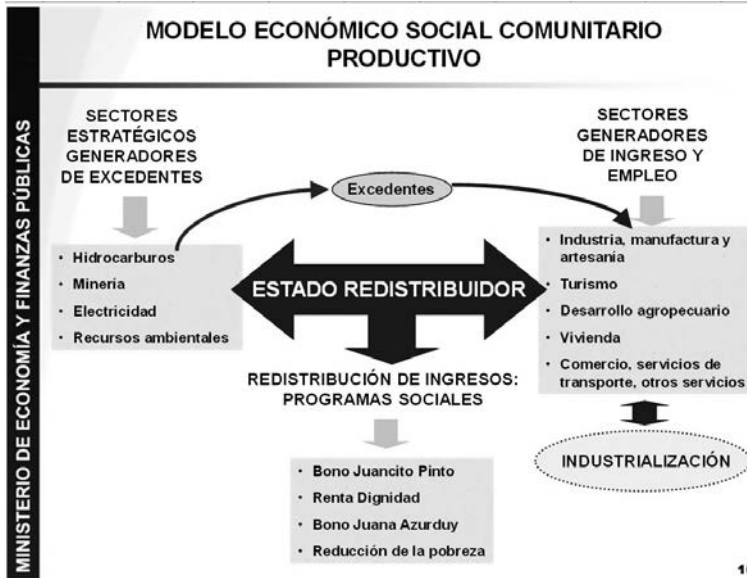 MODELO ECONÓMICO SOCIAL COMUNITARIO
PRODUCTIVO
MINISTERIO DE ECONOMÍA Y FINANZAS PÚBLICAS
SECTORES
ESTRATÉGICOS
GENERADORES
DE EXCEDENTES
• Hidrocarburos
• Minería
• Electricidad
• Recursos ambientales
Excedentes
ESTADO REDISTRIBUIDOR
SECTORES
GENERADORES
DE INGRESO Y
EMPLEO
• Industria, manufactura y
artesanía
• Turismo
• Desarrollo agropecuario
• Vivienda
• Comercio, servicios de
transporte, otros servicios
INDUSTRIALIZACIÓN
REDISTRIBUCIÓN DE INGRESOS:
PROGRAMAS SOCIALES
• Bono Juancito Pinto
• Renta Dignidad
• Bono Juana Azurduy
• Reducción de la pobreza